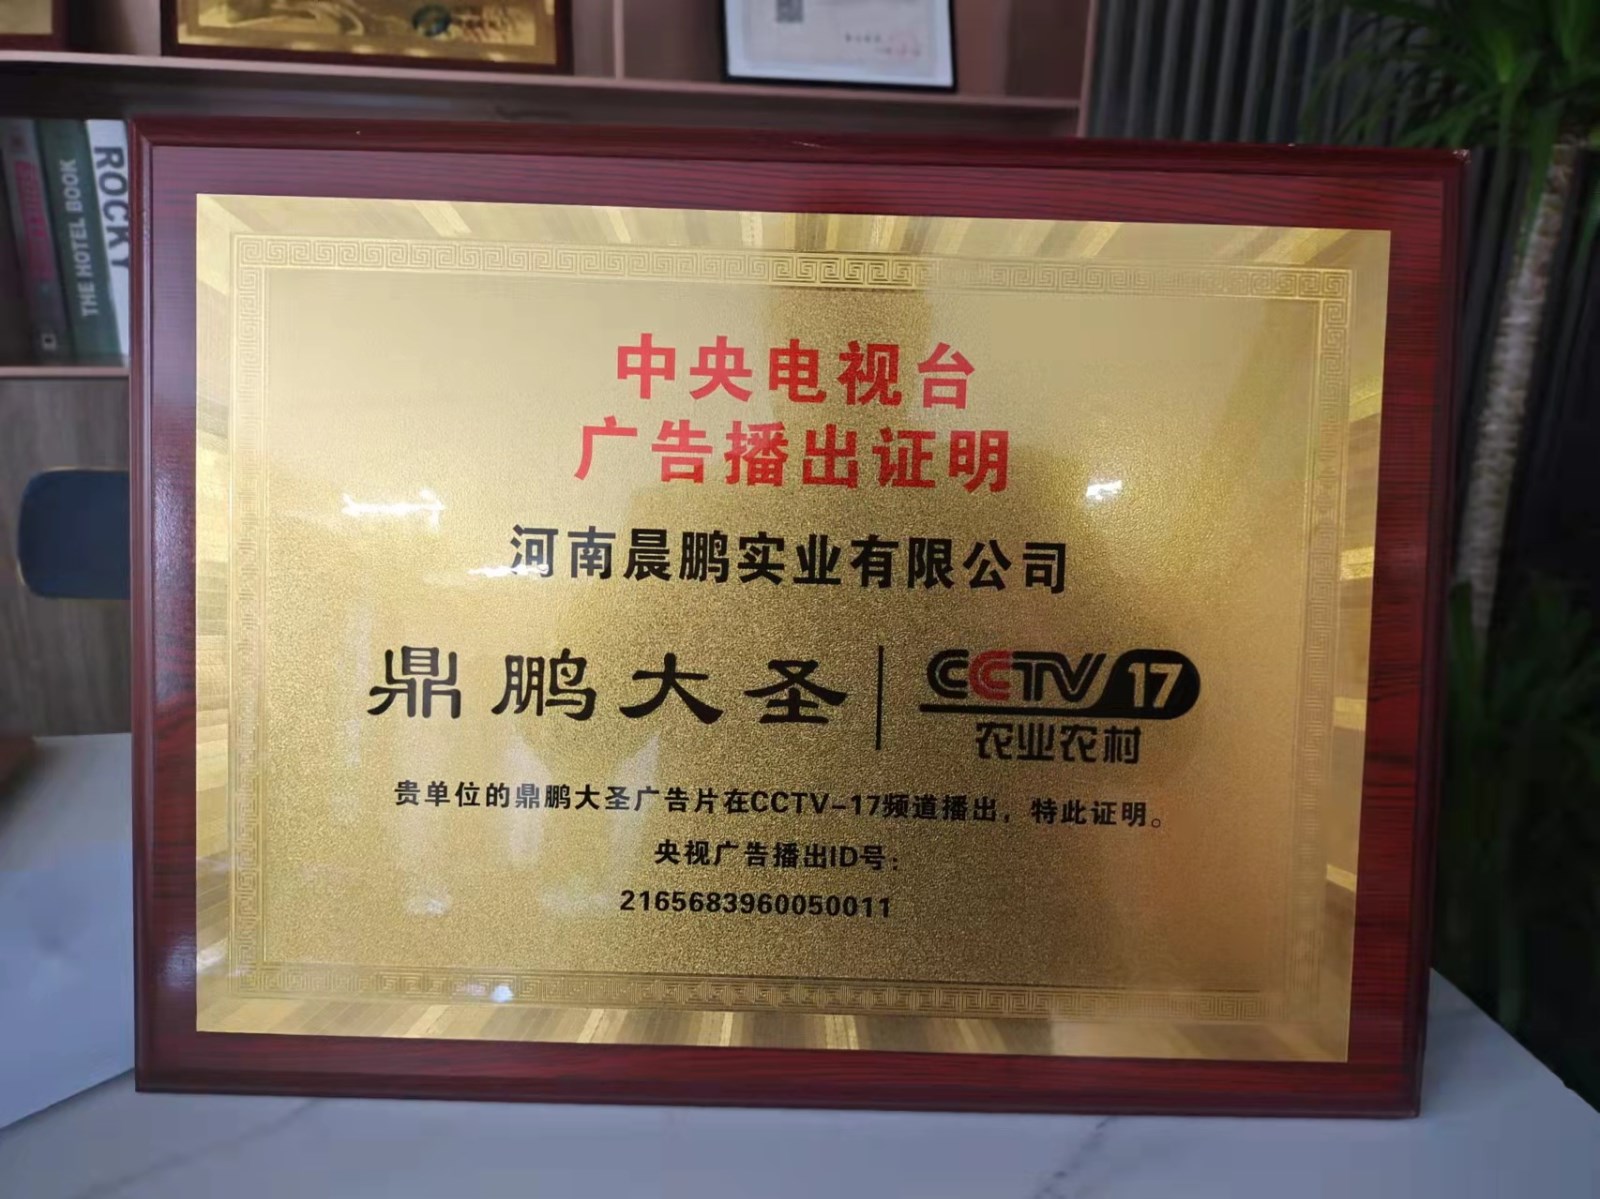 ROCKY
THE HOTEL BOOK
中央电视台
广告播出证明
河南晨鹏实业有限公司
鼎鹏大圣
CCTV 17
农业农村
贵单位的鼎鹏大圣广告片在CCTV-17频道播出，特此证明。
央视广告播出ID号：
2165683960050011